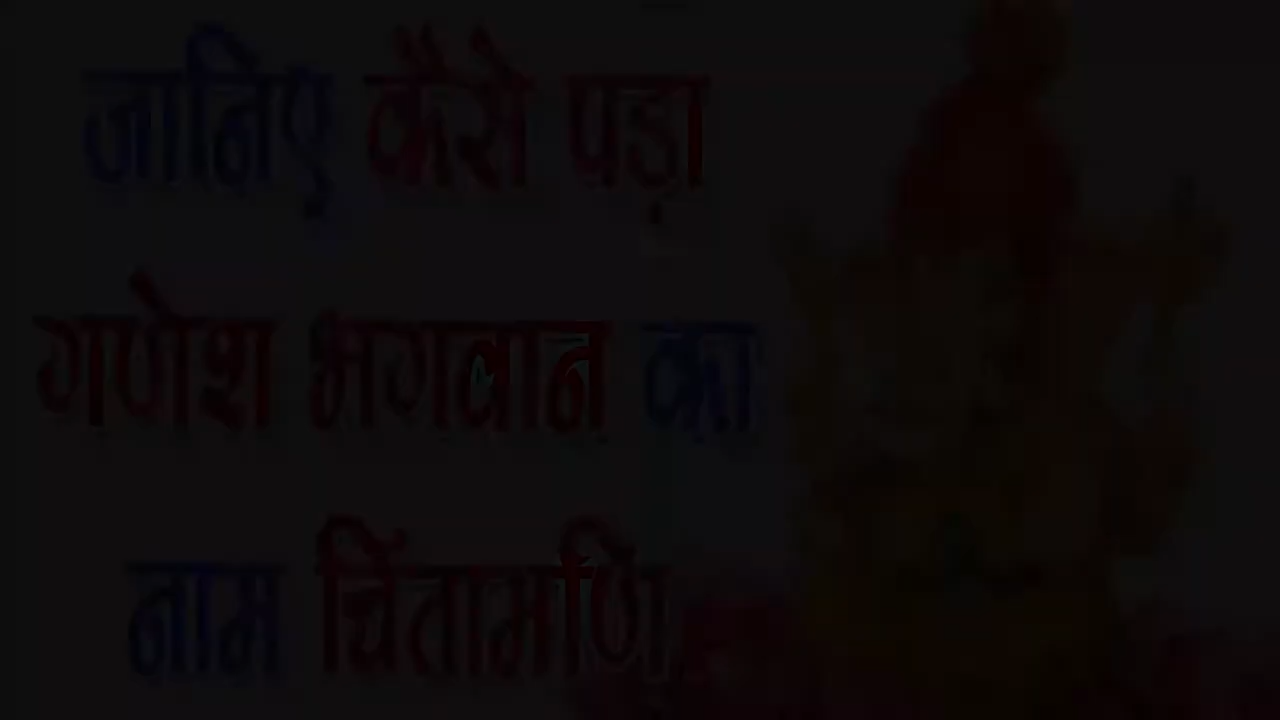 जानिए कैसे पड़ा
गणेश भगवान का
नाम चिंतामणि